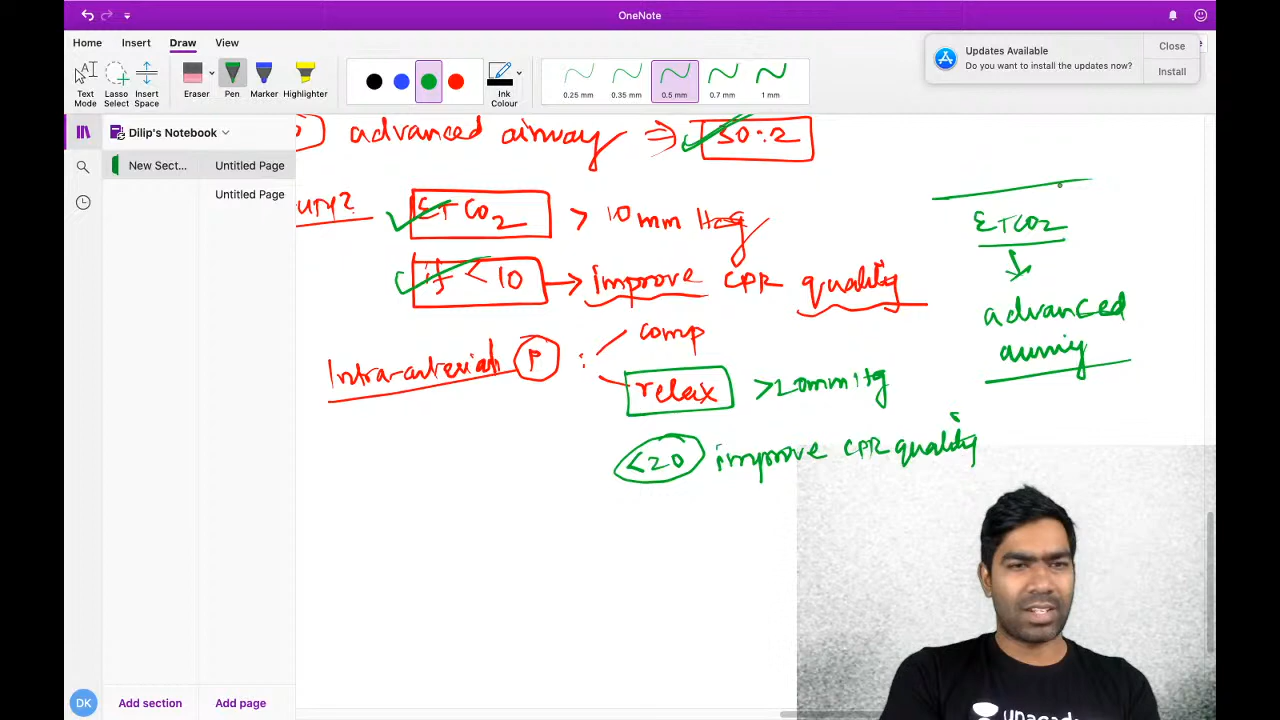 OneNote
Home Insert Draw View
Updates Available
Do you want to install the updates now?
Close
Install
Text Mode
Lasso Select
Insert Space
Eraser
Pen
Marker
Highlighter
Ink Colour
0.25 mm
0.35 mm
0.5 mm
0.7 mm
1 mm
Dilip's Notebook
New Sect...
Untitled Page
Untitled Page
advanced airway ⇒ 30:2
ETCO2 > 10mm Hg
if < 10 → improve CPR quality
Intra-arterial P :
comp
relax >20mm Hg
<20 improve CPR quality
ETCO2
↓
advanced
airway
DK
Add section
Add page